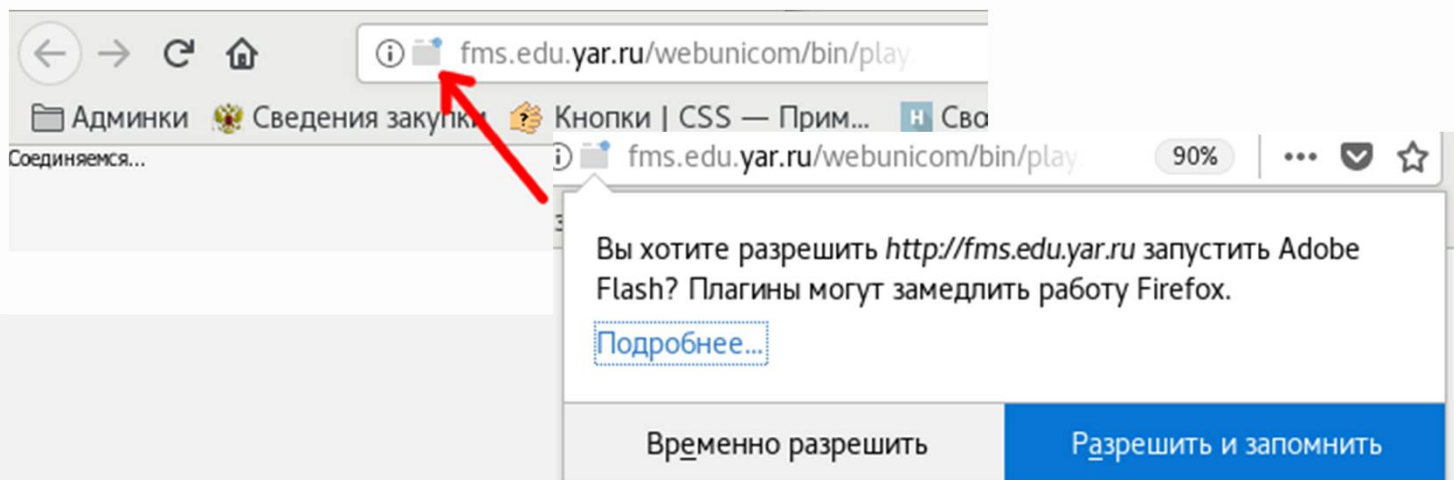 fms.edu.yar.ru/webunicom/bin/play
Админки Сведения закупки Кнопки | CSS — Прим... Н Сво
Соединяемся...
fms.edu.yar.ru/webunicom/bin/play 90%
Вы хотите разрешить http://fms.edu.yar.ru запустить Adobe
Flash? Плагины могут замедлить работу Firefox.
Подробнее...
Временно разрешить Разрешить и запомнить